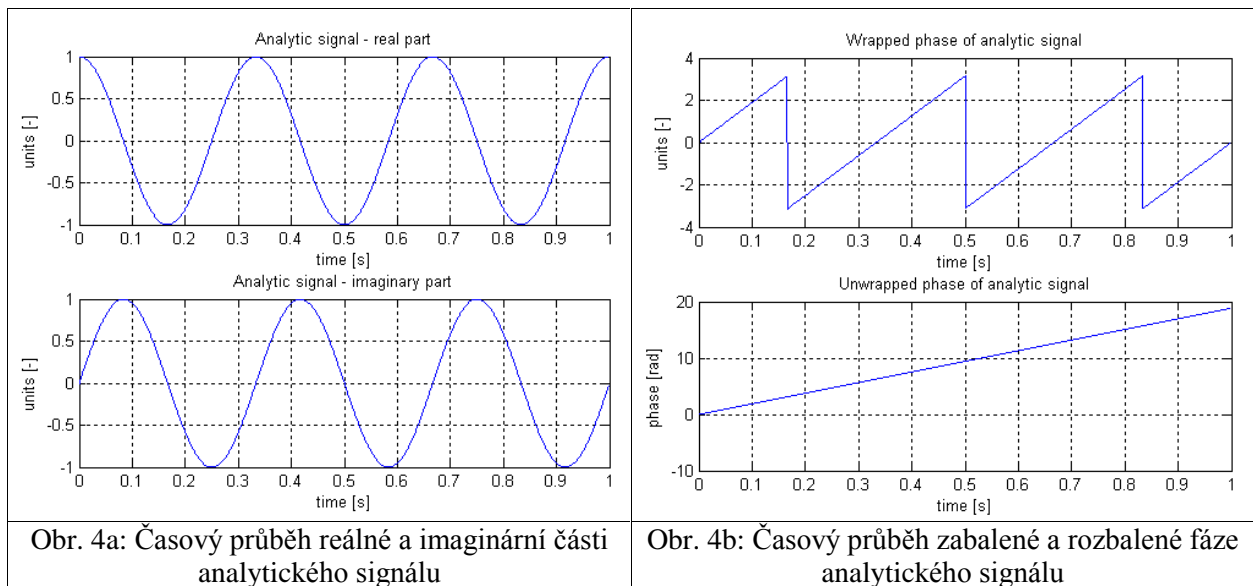 Analytic signal - real part
1
0.5
0
-0.5
-1
units [-]
0 0.1 0.2 0.3 0.4 0.5 0.6 0.7 0.8 0.9 1
time [s]
Analytic signal - imaginary part
1
0.5
0
-0.5
-1
units [-]
0 0.1 0.2 0.3 0.4 0.5 0.6 0.7 0.8 0.9 1
time [s]
Obr. 4a: Časový průběh reálné a imaginární části
analytického signálu
Wrapped phase of analytic signal
4
2
0
-2
-4
units [-]
0 0.1 0.2 0.3 0.4 0.5 0.6 0.7 0.8 0.9 1
time [s]
Unwrapped phase of analytic signal
20
10
0
-10
phase [rad]
0 0.1 0.2 0.3 0.4 0.5 0.6 0.7 0.8 0.9 1
time [s]
Obr. 4b: Časový průběh zabalené a rozbalené fáze
analytického signálu